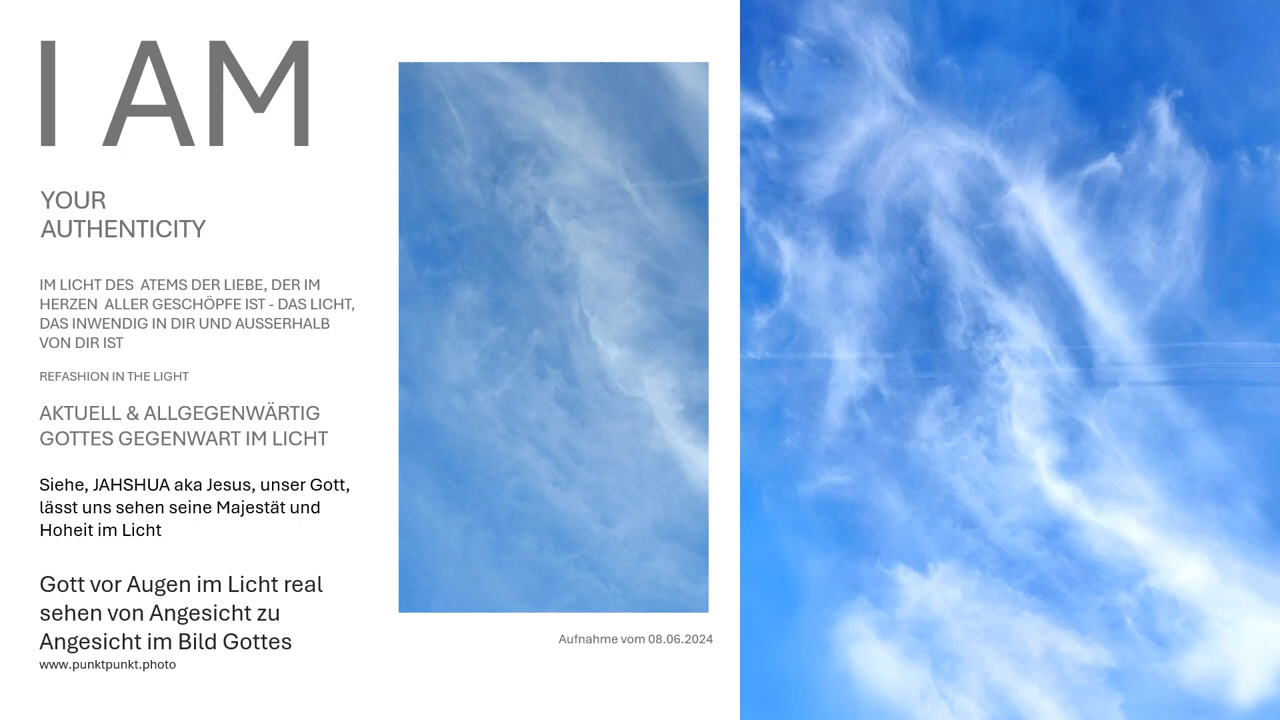 I AM
YOUR
AUTHENTICITY
IM LICHT DES  ATEMS DER LIEBE, DER IM
HERZEN  ALLER GESCHÖPFE IST - DAS LICHT,
DAS INWENDIG IN DIR UND AUSSERHALB
VON DIR IST
REFASHION IN THE LIGHT
AKTUELL & ALLGEGENWÄRTIG
GOTTES GEGENWART IM LICHT
Siehe, JAHSHUA aka Jesus, unser Gott,
lässt uns sehen seine Majestät und
Hoheit im Licht
Gott vor Augen im Licht real
sehen von Angesicht zu
Angesicht im Bild Gottes
www.punktpunkt.photo
Aufnahme vom 08.06.2024